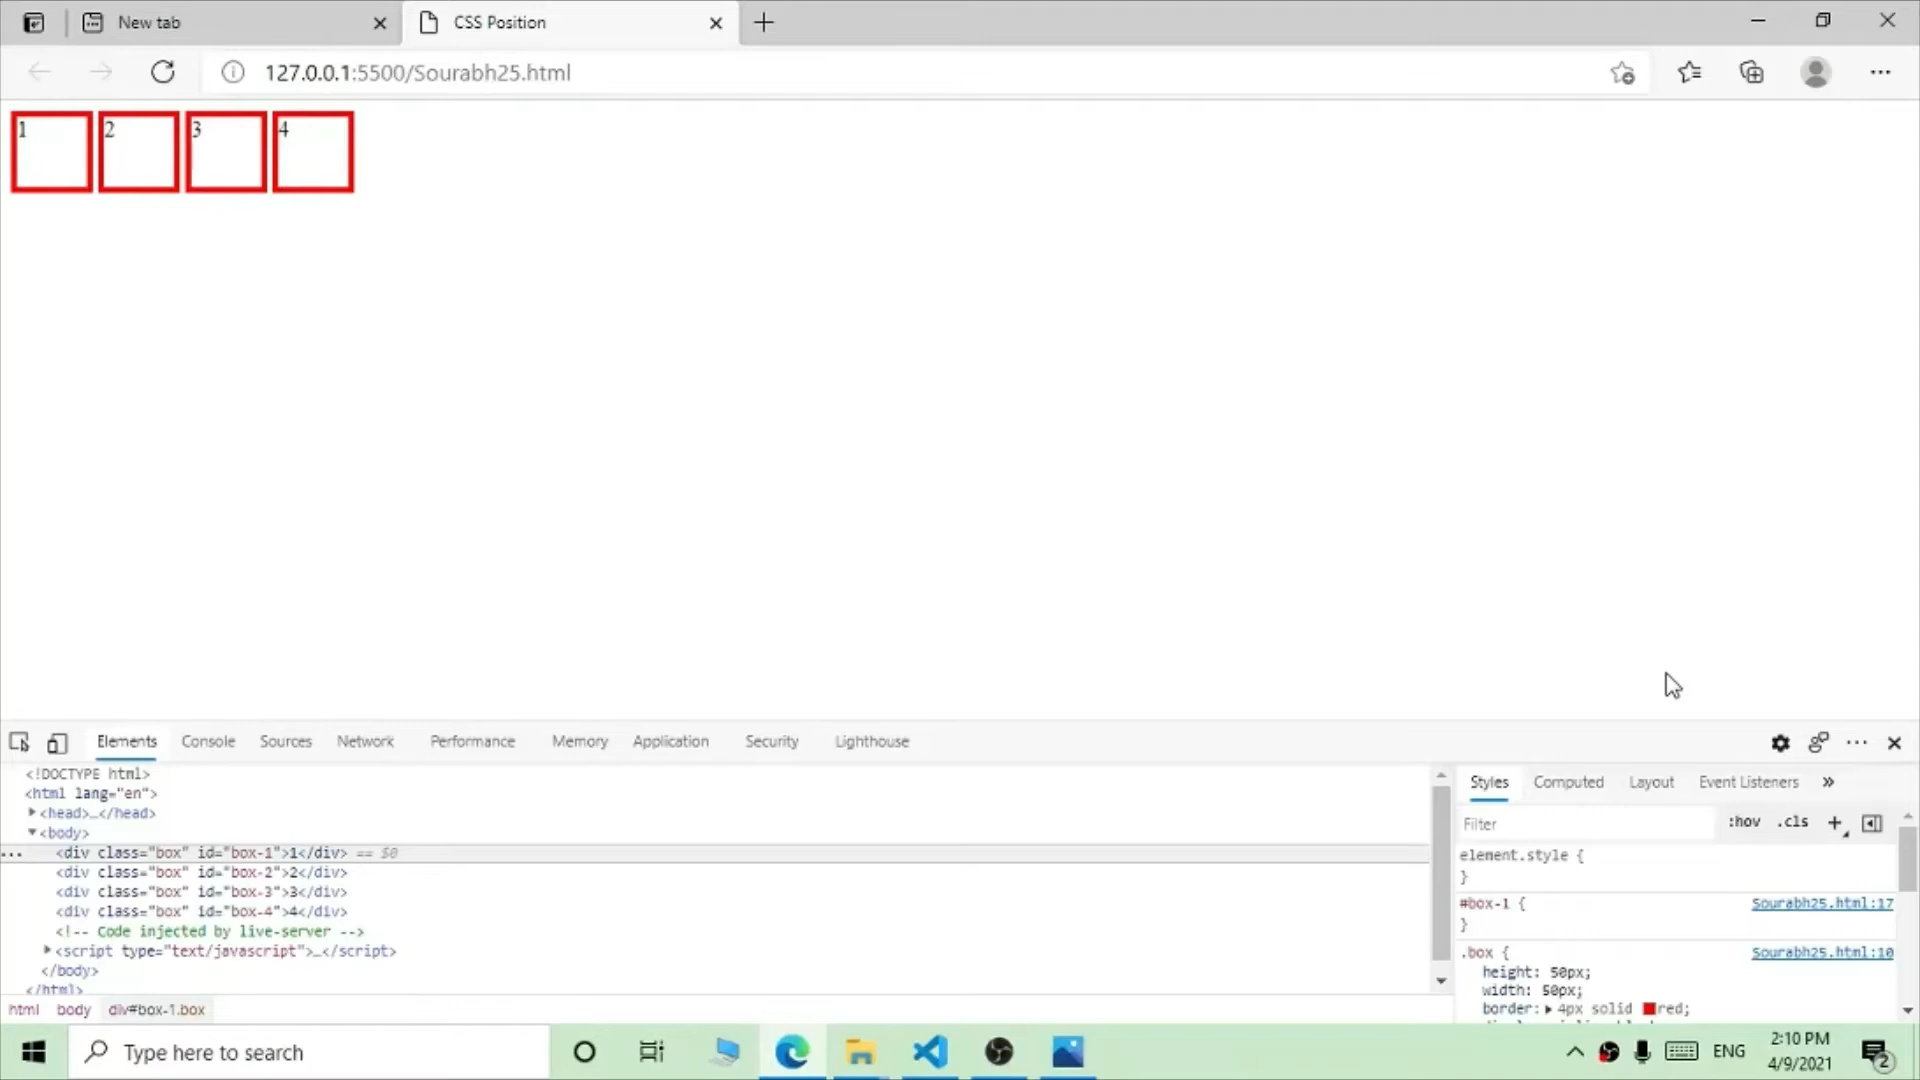 New tab
CSS Position
127.0.0.1:5500/Sourabh25.html
1 2 3 4
Elements Console Sources Network Performance Memory Application Security Lighthouse
<!DOCTYPE html>
<html lang="en">
<head>…</head>
<body>
... <div class="box" id="box-1">1</div> == $0
<div class="box" id="box-2">2</div>
<div class="box" id="box-3">3</div>
<div class="box" id="box-4">4</div>
<!-- Code injected by live-server -->
<script type="text/javascript">…</script>
</body>
</html>
html body div#box-1.box
Styles Computed Layout Event Listeners »
Filter :hov .cls +
element.style {
}
#box-1 { Sourabh25.html:17
}
.box { Sourabh25.html:10
height: 50px;
width: 50px;
border: 4px solid red;
Type here to search
ENG
2:10 PM
4/9/2021
2